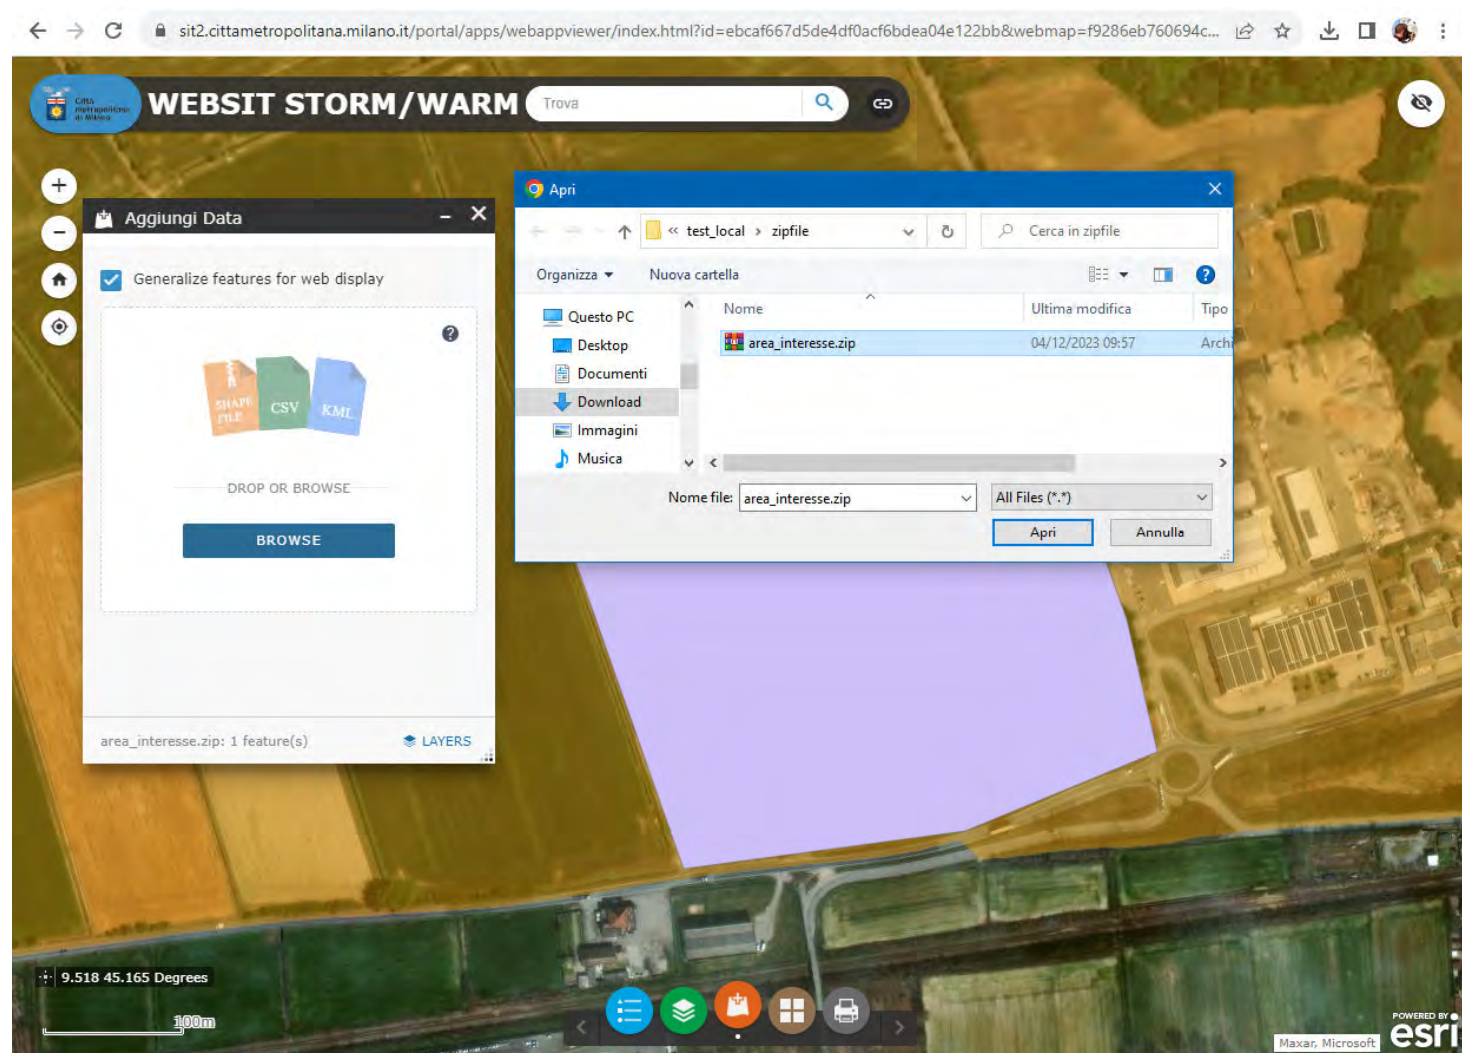 sit2.cittametropolitana.milano.it/portal/apps/webappviewer/index.html?id=ebcaf667d5de4df0acf6bdea04e122bb&webmap=f9286eb760694c...
Città
metropolitana
di Milano
WEBSIT STORM/WARM
Trova
Aggiungi Data
Generalize features for web display
SHAPE
FILE
CSV
KML
DROP OR BROWSE
BROWSE
area_interesse.zip: 1 feature(s)
LAYERS
Apri
« test_local › zipfile
Cerca in zipfile
Organizza
Nuova cartella
Questo PC
Desktop
Documenti
Download
Immagini
Musica
Nome
Ultima modifica
Tipo
area_interesse.zip
04/12/2023 09:57
Archi
Nome file:
area_interesse.zip
All Files (*.*)
Apri
Annulla
9.518 45.165 Degrees
100m
Maxar, Microsoft
POWERED BY
esri